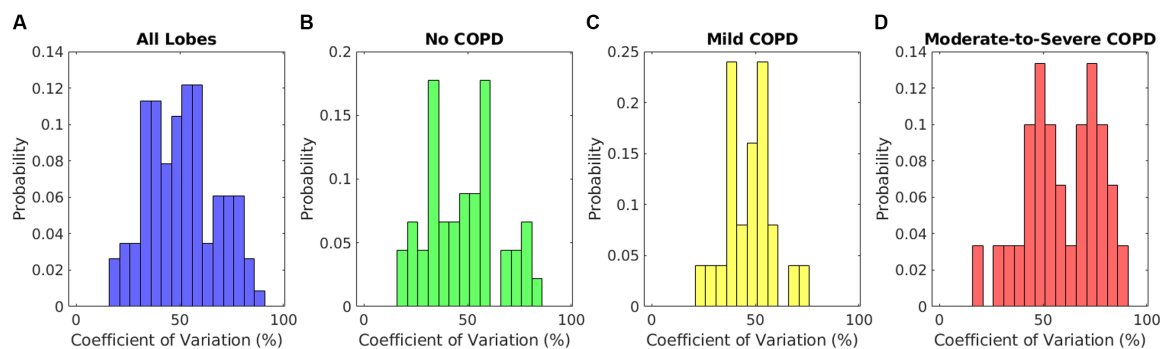 A
All Lobes
0.14
0.12
0.1
0.08
0.06
0.04
0.02
0
0
50
100
Probability
Coefficient of Variation (%)
B
No COPD
0.2
0.15
0.1
0.05
0
0
50
100
Probability
Coefficient of Variation (%)
C
Mild COPD
0.25
0.2
0.15
0.1
0.05
0
0
50
100
Probability
Coefficient of Variation (%)
D
Moderate-to-Severe COPD
0.14
0.12
0.1
0.08
0.06
0.04
0.02
0
0
50
100
Probability
Coefficient of Variation (%)